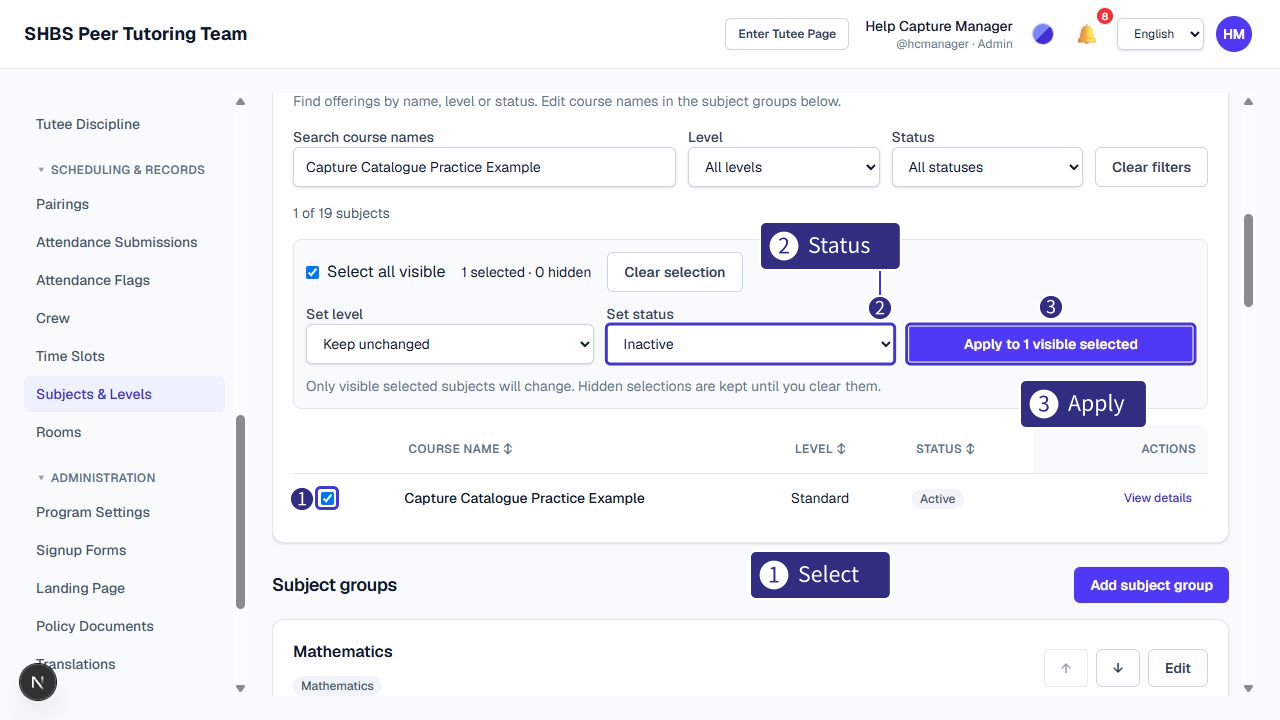 SHBS Peer Tutoring Team
Enter Tutee Page
Help Capture Manager
@hcmanager · Admin
8
English
HM
Tutee Discipline
SCHEDULING & RECORDS
Pairings
Attendance Submissions
Attendance Flags
Crew
Time Slots
Subjects & Levels
Rooms
ADMINISTRATION
Program Settings
Signup Forms
Landing Page
Policy Documents
Translations
N
Find offerings by name, level or status. Edit course names in the subject groups below.
Search course names
Level
Status
Capture Catalogue Practice Example
All levels
All statuses
Clear filters
1 of 19 subjects
2 Status
Select all visible
1 selected · 0 hidden
Clear selection
2
3
Set level
Set status
Keep unchanged
Inactive
Apply to 1 visible selected
Only visible selected subjects will change. Hidden selections are kept until you clear them.
3 Apply
COURSE NAME
LEVEL
STATUS
ACTIONS
1
Capture Catalogue Practice Example
Standard
Active
View details
1 Select
Subject groups
Add subject group
Mathematics
Mathematics
↑
↓
Edit